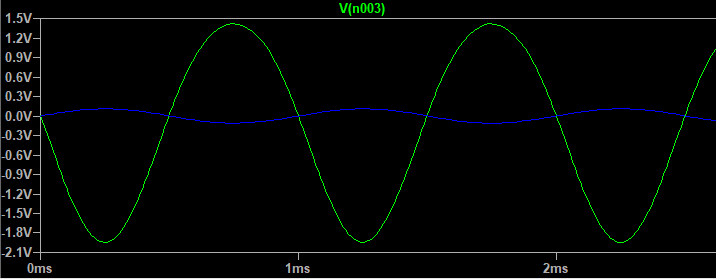 V(n003)
1.5V
1.2V
0.9V
0.6V
0.3V
0.0V
-0.3V
-0.6V
-0.9V
-1.2V
-1.5V
-1.8V
-2.1V
0ms 1ms 2ms